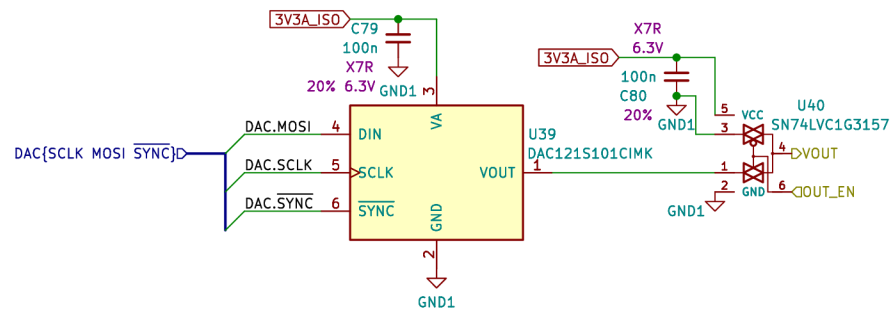 3V3A_ISO
C79
100n
X7R
20% 6.3V
GND1
X7R
6.3V
3V3A_ISO
100n
C80
20%
GND1
U40
SN74LVC1G3157
5
VCC
3
4
VOUT
1
2
GND
6
OUT_EN
GND1
U39
DAC121S101CIMK
3
VA
DAC{SCLK MOSI SYNC}
DAC.MOSI
4
DIN
DAC.SCLK
5
SCLK
DAC.SYNC
6
SYNC
VOUT
1
GND
2
GND1